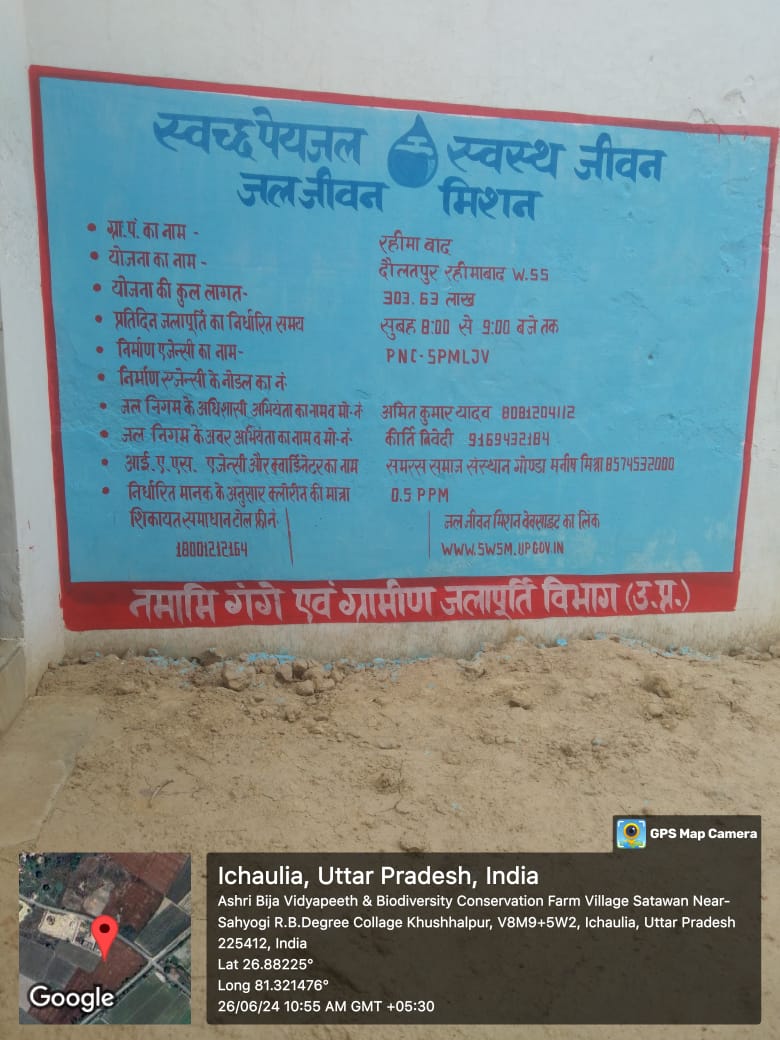 स्वच्छ पेयजल स्वस्थ जीवन
जल जीवन मिशन
• ग्रा.पं. का नाम - रहीमा बाद
• योजना का नाम - दौलतपुर रहीमाबाद W.SS
• योजना की कुल लागत- 303.63 लाख
• प्रतिदिन जलापूर्ति का निर्धारित समय सुबह 8:00 से 9:00 बजे तक
• निर्माण एजेन्सी का नाम- PNC-SPMLJV
• निर्माण एजेन्सी के नोडल का नं
• जल निगम के अधिशासी अभियंता का नाम व मो-नं अमित कुमार यादव 8081204112
• जल निगम के अवर अभियंता का नाम व मो-नं कीर्ति त्रिवेदी 9169432184
• आई.ए.एस. एजेन्सी और क्वार्डिनेटर का नाम समरस समाज संस्थान गोण्डा मनीष मिश्रा 8574532000
• निर्धारित मानक के अनुसार क्लोरीन की मात्रा 0.5 PPM
शिकायत समाधान टोल फ्री नं
18001212164
जल जीवन मिशन वेबसाइट का लिंक
WWW.SWSM.UPGOV.IN
नमामि गंगे एवं ग्रामीण जलापूर्ति विभाग (उ.प्र.)
GPS Map Camera
Ichaulia, Uttar Pradesh, India
Ashri Bija Vidyapeeth & Biodiversity Conservation Farm Village Satawan Near-
Sahyogi R.B.Degree Collage Khushhalpur, V8M9+5W2, Ichaulia, Uttar Pradesh
225412, India
Lat 26.88225°
Long 81.321476°
26/06/24 10:55 AM GMT +05:30
Google